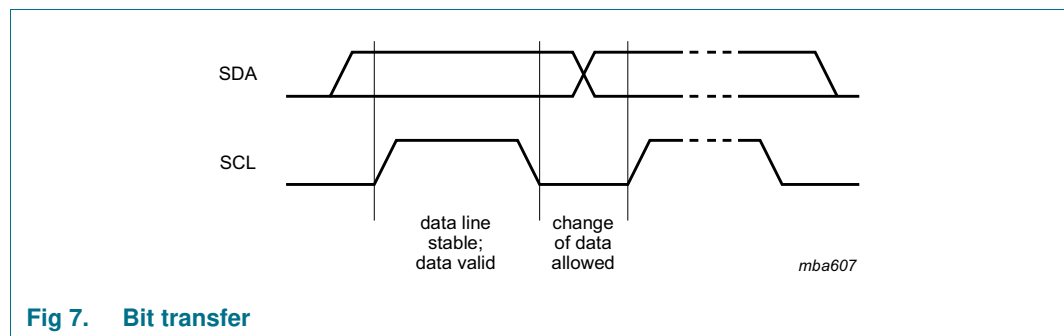 SDA
SCL
data line
stable;
data valid
change
of data
allowed
mba607
Fig 7. Bit transfer